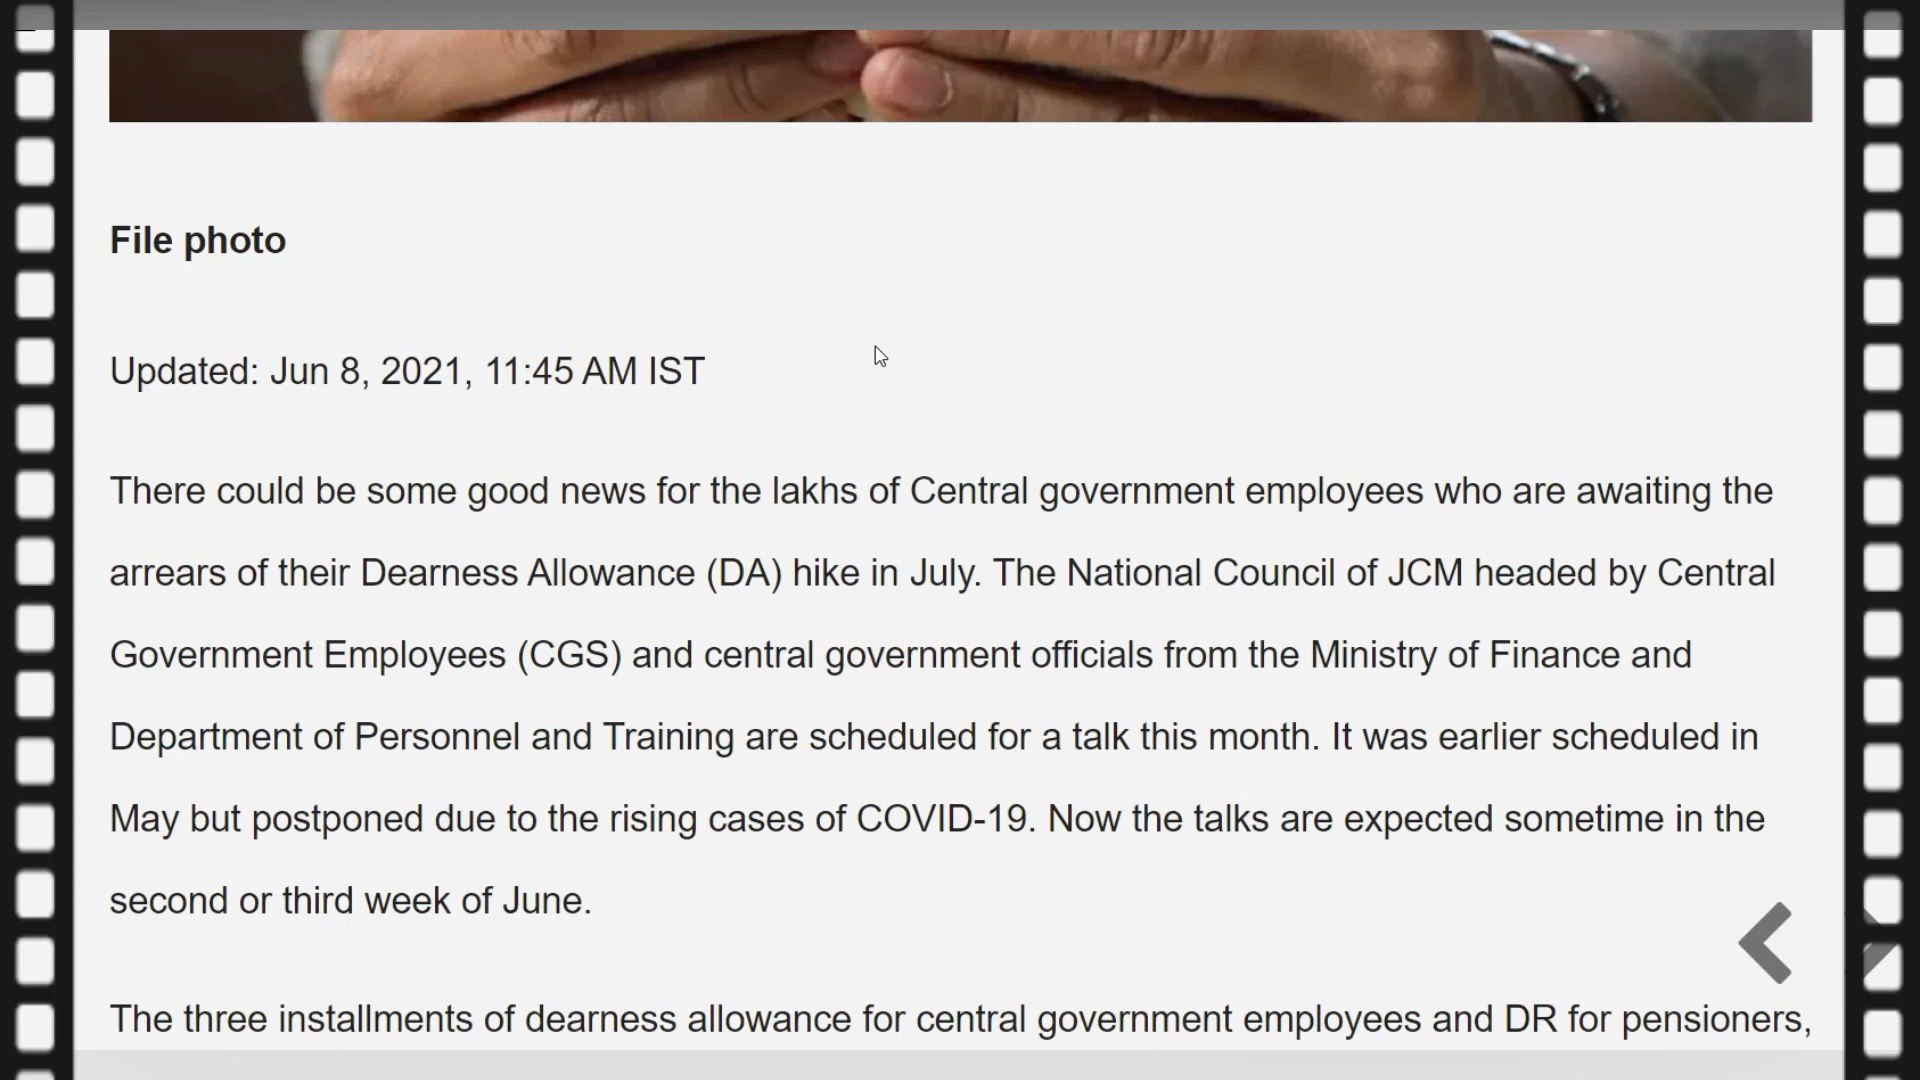 File photo
Updated: Jun 8, 2021, 11:45 AM IST
There could be some good news for the lakhs of Central government employees who are awaiting the
arrears of their Dearness Allowance (DA) hike in July. The National Council of JCM headed by Central
Government Employees (CGS) and central government officials from the Ministry of Finance and
Department of Personnel and Training are scheduled for a talk this month. It was earlier scheduled in
May but postponed due to the rising cases of COVID-19. Now the talks are expected sometime in the
second or third week of June.
The three installments of dearness allowance for central government employees and DR for pensioners,